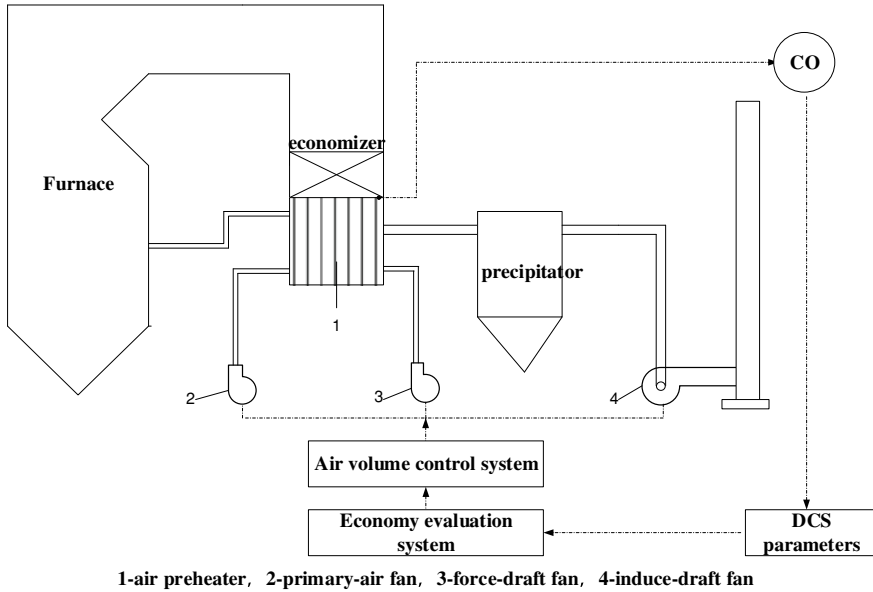 CO
economizer
Furnace
precipitator
1
2
3
4
Air volume control system
Economy evaluation
system
DCS
parameters
1-air preheater, 2-primary-air fan, 3-force-draft fan, 4-induce-draft fan